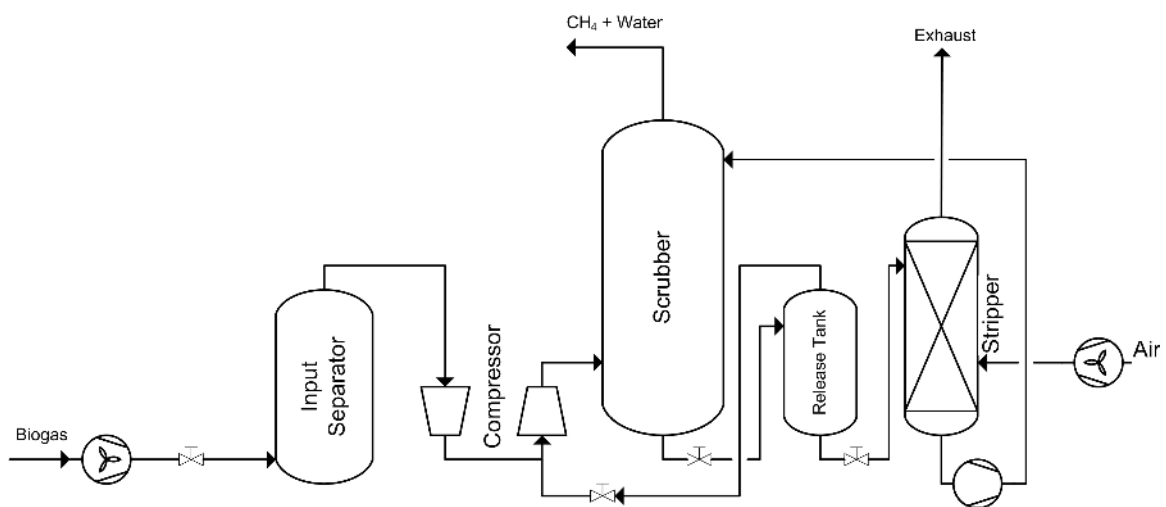 CH₄ + Water
Exhaust
Scrubber
Stripper
Air
Input
Separator
Compressor
Release Tank
Biogas